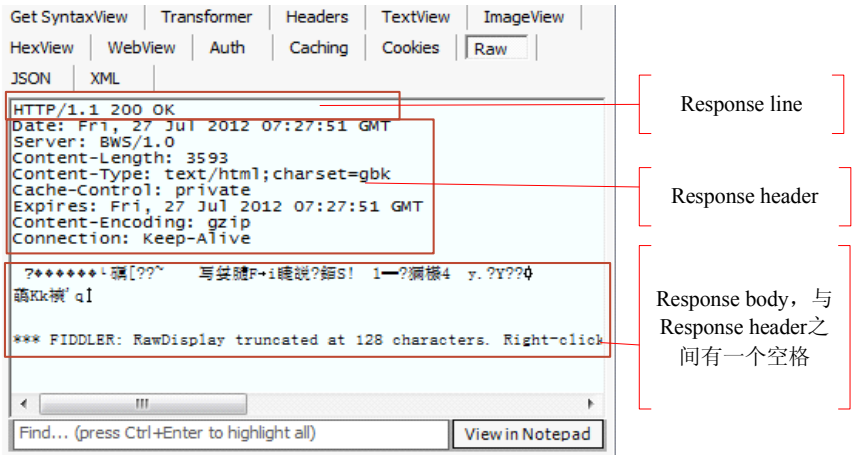 Get SyntaxView Transformer Headers TextView ImageView
HexView WebView Auth Caching Cookies Raw
JSON XML
HTTP/1.1 200 OK
Date: Fri, 27 Jul 2012 07:27:51 GMT
Server: BWS/1.0
Content-Length: 3593
Content-Type: text/html;charset=gbk
Cache-Control: private
Expires: Fri, 27 Jul 2012 07:27:51 GMT
Content-Encoding: gzip
Connection: Keep-Alive
*** FIDDLER: RawDisplay truncated at 128 characters. Right-click
Find... (press Ctrl+Enter to highlight all) View in Notepad
Response line
Response header
Response body，与
Response header之
间有一个空格